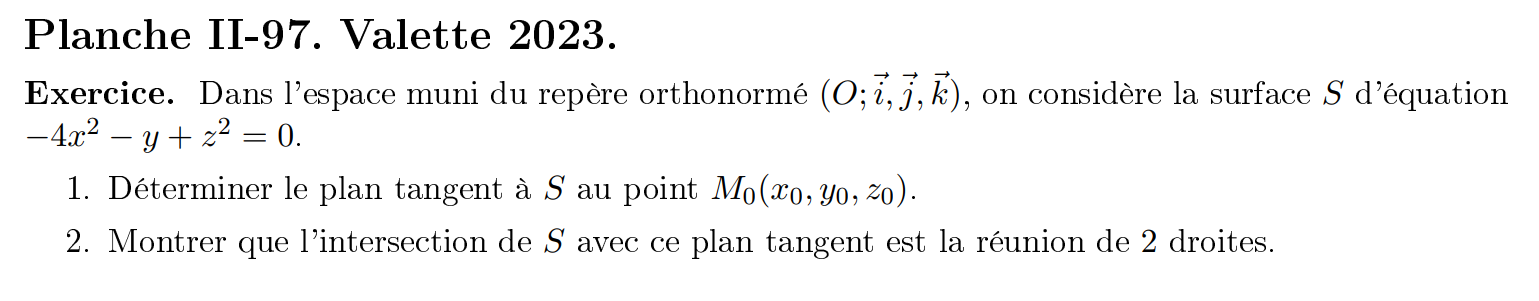 Planche II-97. Valette 2023.
Exercice. Dans l'espace muni du repère orthonormé $(O; \vec{i}, \vec{j}, \vec{k})$, on considère la surface $S$ d'équation
$-4x^2 - y + z^2 = 0$.
1. Déterminer le plan tangent à $S$ au point $M_0(x_0, y_0, z_0)$.
2. Montrer que l'intersection de $S$ avec ce plan tangent est la réunion de 2 droites.